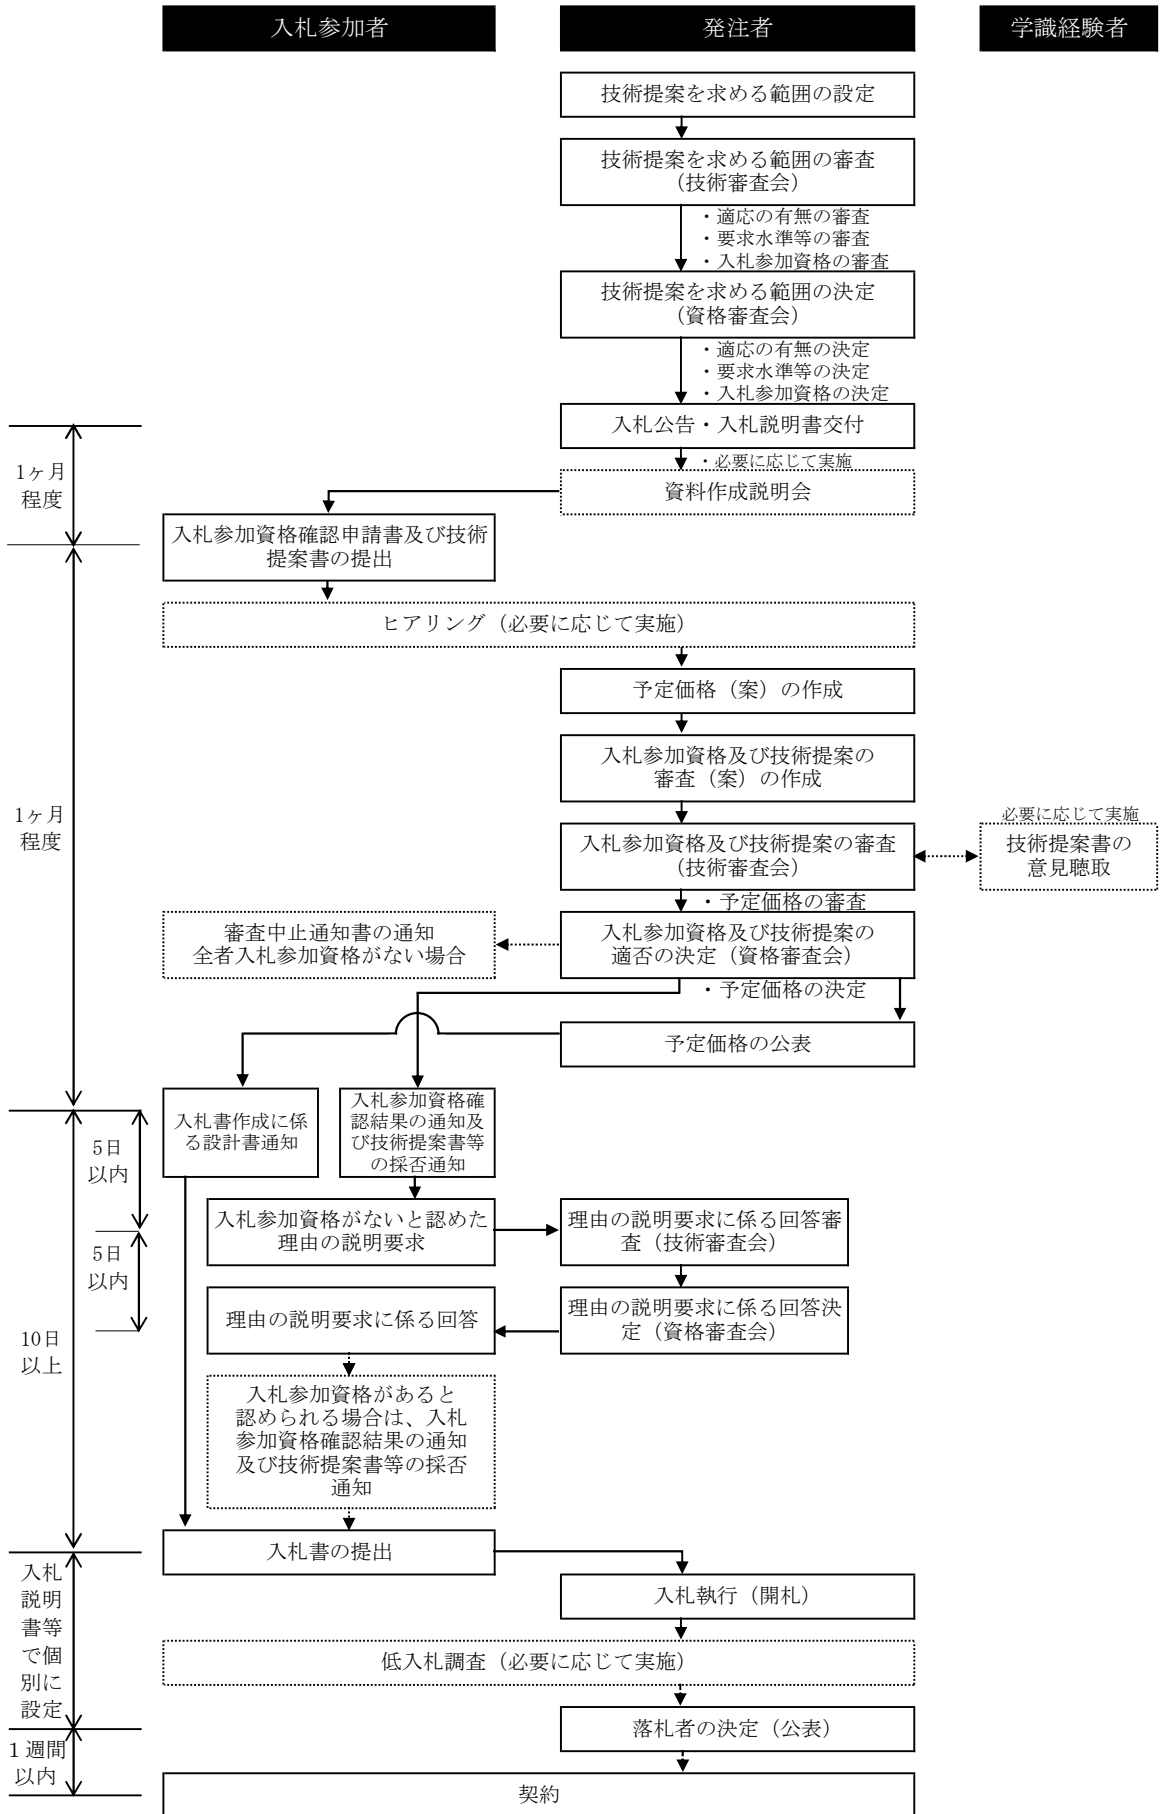 入札参加者
発注者
学識経験者
技術提案を求める範囲の設定
技術提案を求める範囲の審査
（技術審査会）
・適応の有無の審査
・要求水準等の審査
・入札参加資格の審査
技術提案を求める範囲の決定
（資格審査会）
・適応の有無の決定
・要求水準等の決定
・入札参加資格の決定
入札公告・入札説明書交付
・必要に応じて実施
資料作成説明会
1ヶ月
程度
入札参加資格確認申請書及び技術
提案書の提出
ヒアリング（必要に応じて実施）
予定価格（案）の作成
入札参加資格及び技術提案の
審査（案）の作成
1ヶ月
程度
入札参加資格及び技術提案の審査
（技術審査会）
必要に応じて実施
技術提案書の
意見聴取
・予定価格の審査
審査中止通知書の通知
全者入札参加資格がない場合
入札参加資格及び技術提案の
適否の決定（資格審査会）
・予定価格の決定
予定価格の公表
入札書作成に係
る設計書通知
入札参加資格確
認結果の通知及
び技術提案書等
の採否通知
5日
以内
入札参加資格がないと認めた
理由の説明要求
理由の説明要求に係る回答審
査（技術審査会）
5日
以内
理由の説明要求に係る回答
理由の説明要求に係る回答決
定（資格審査会）
10日
以上
入札参加資格があると
認められる場合は、入札
参加資格確認結果の通知
及び技術提案書等の採否
通知
入札書の提出
入札
説明
書等
で個
別に
設定
入札執行（開札）
低入札調査（必要に応じて実施）
落札者の決定（公表）
１週間
以内
契約